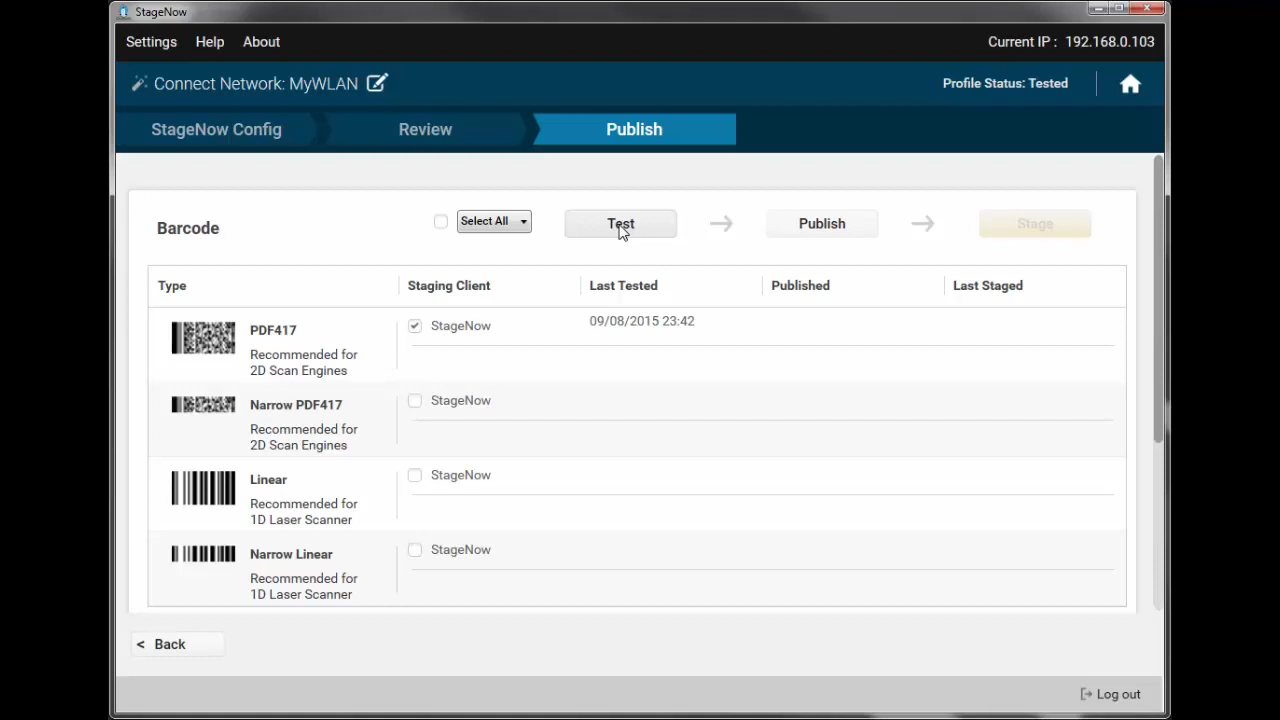 StageNow
Settings Help About Current IP : 192.168.0.103
Connect Network: MyWLAN Profile Status: Tested
StageNow Config Review Publish
Barcode Select All Test Publish Stage
Type Staging Client Last Tested Published Last Staged
PDF417 StageNow 09/08/2015 23:42
Recommended for
2D Scan Engines
Narrow PDF417 StageNow
Recommended for
2D Scan Engines
Linear StageNow
Recommended for
1D Laser Scanner
Narrow Linear StageNow
Recommended for
1D Laser Scanner
< Back
Log out